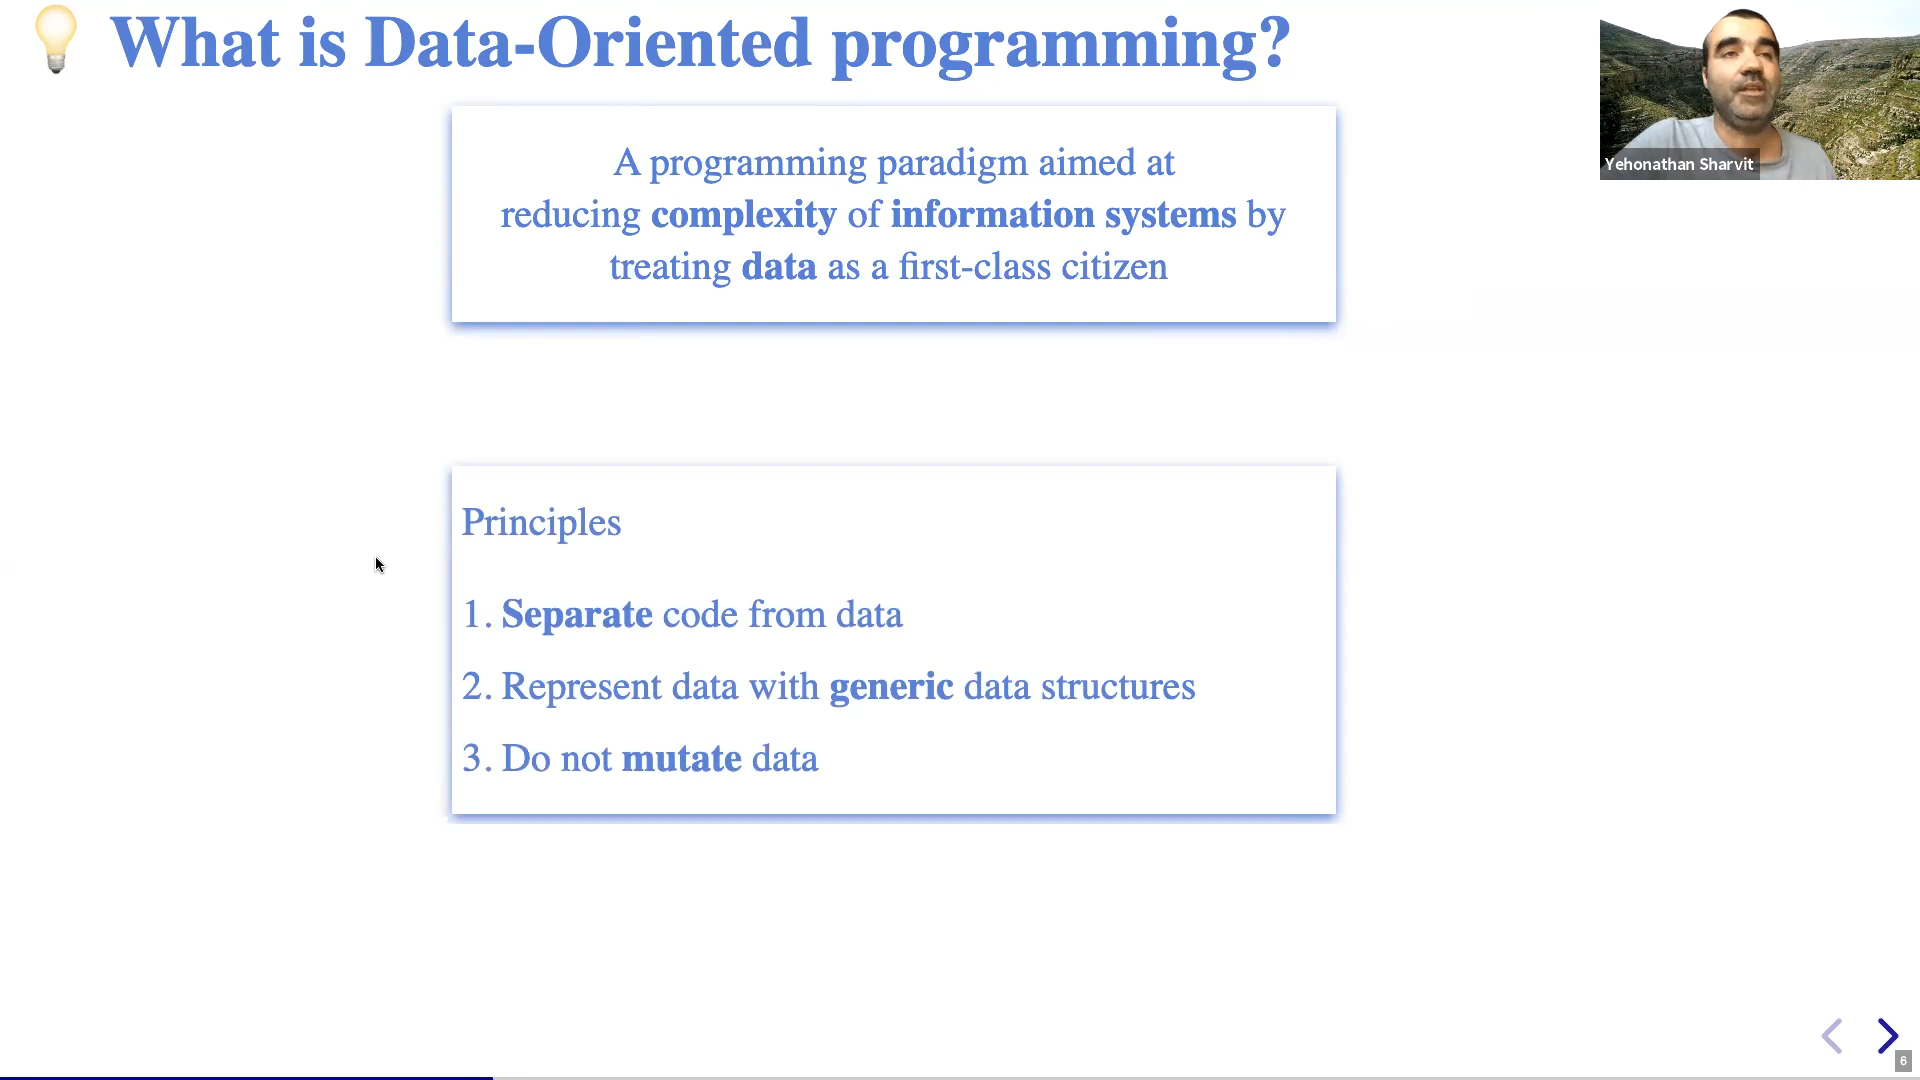 What is Data-Oriented programming?
A programming paradigm aimed at
reducing complexity of information systems by
treating data as a first-class citizen
Yehonathan Sharvit
Principles
1. Separate code from data
2. Represent data with generic data structures
3. Do not mutate data
6